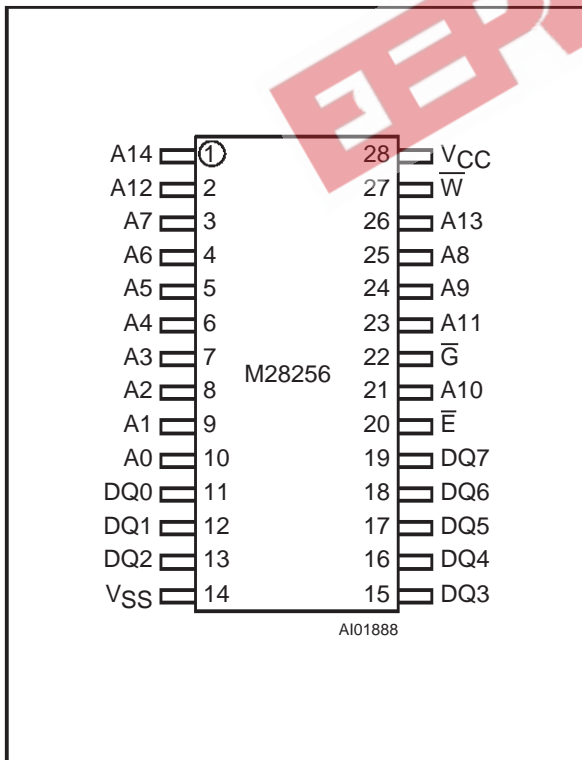 EEP
A14 1 28 VCC
A12 2 27 W̅
A7 3 26 A13
A6 4 25 A8
A5 5 24 A9
A4 6 23 A11
A3 7 22 G̅
A2 8 21 A10
A1 9 20 E̅
A0 10 19 DQ7
DQ0 11 18 DQ6
DQ1 12 17 DQ5
DQ2 13 16 DQ4
VSS 14 15 DQ3
M28256
AI01888